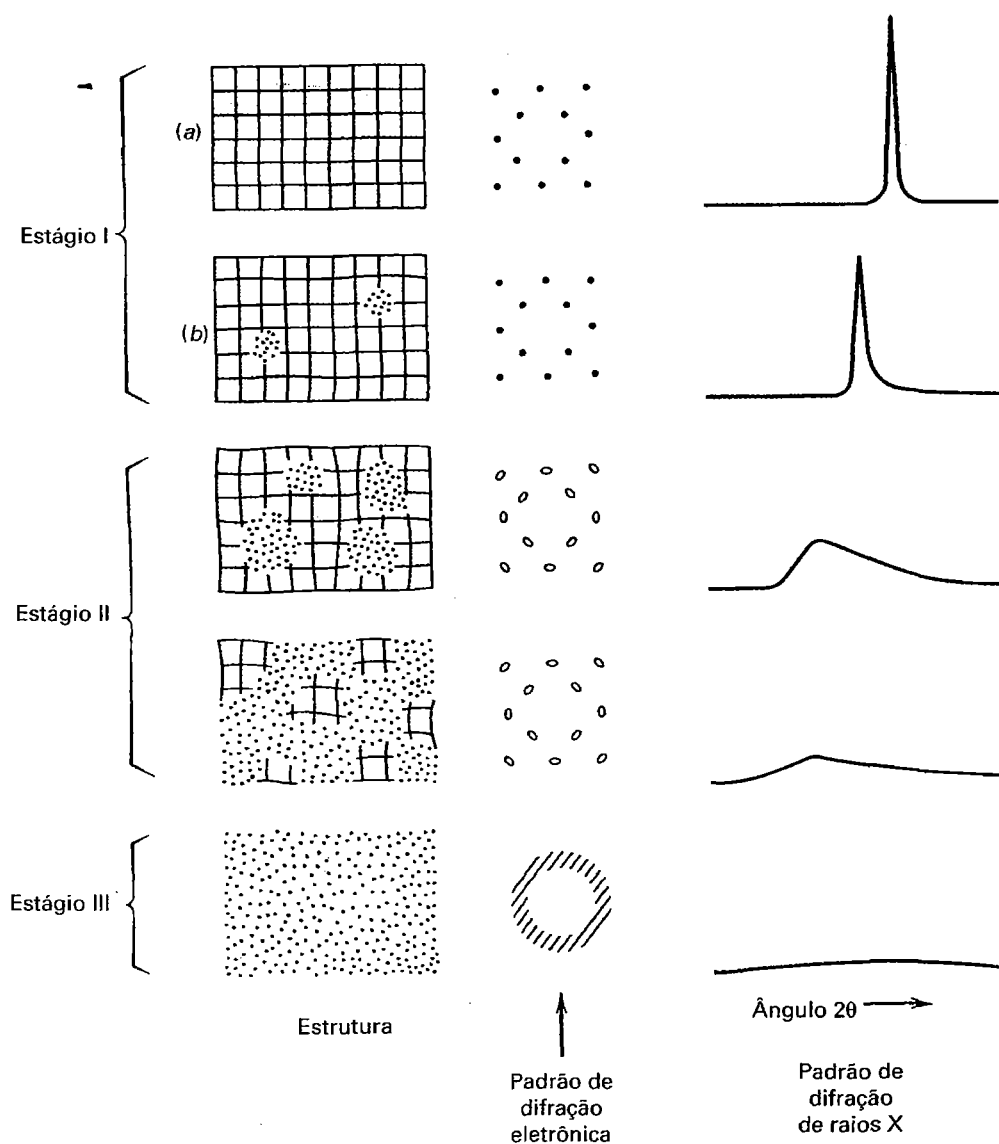 (a)
Estágio I
(b)
Estágio II
Estágio III
Estrutura
Ângulo 2θ
Padrão de
difração
eletrônica
Padrão de
difração
de raios X